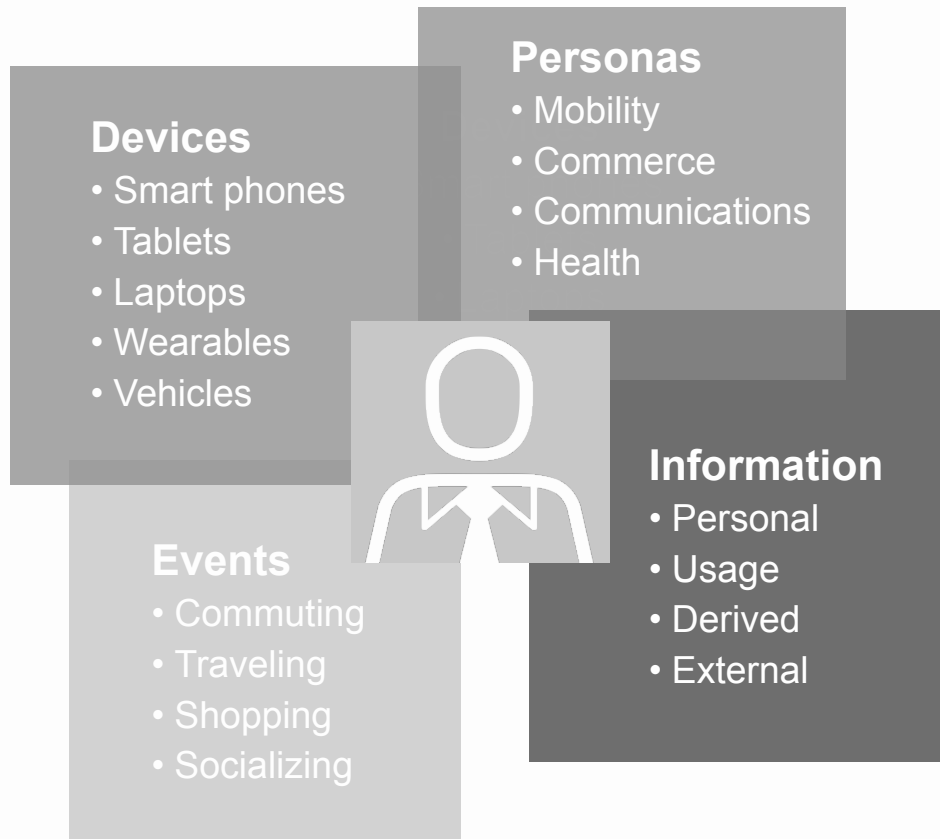 Devices
• Smart phones
• Tablets
• Laptops
• Wearables
• Vehicles
Personas
• Mobility
• Commerce
• Communications
• Health
Events
• Commuting
• Traveling
• Shopping
• Socializing
Information
• Personal
• Usage
• Derived
• External